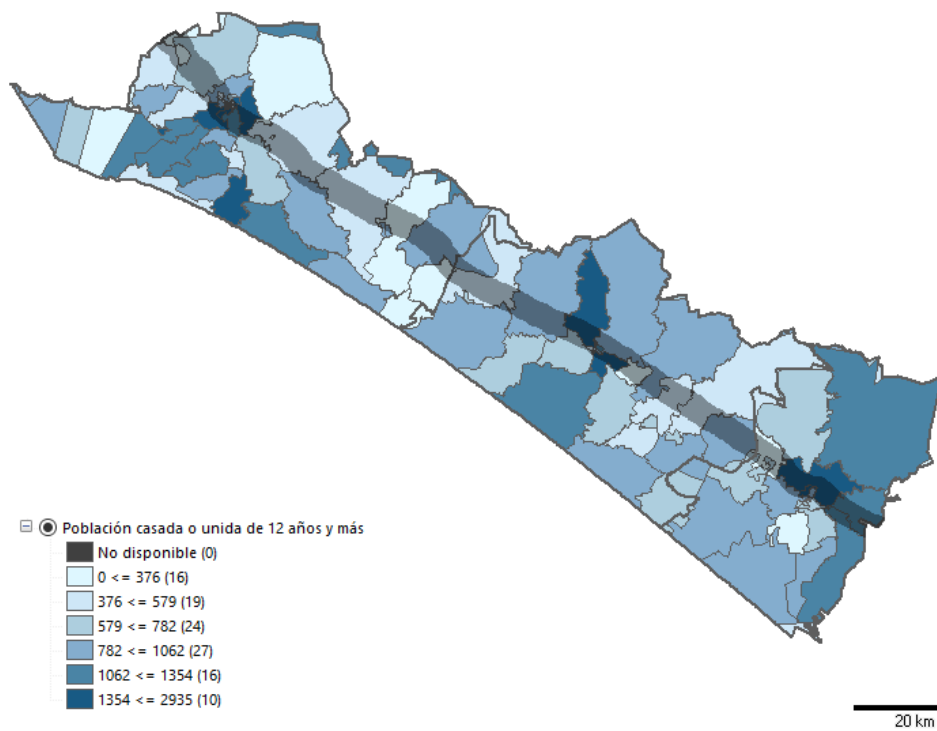 Población casada o unida de 12 años y más
No disponible (0)
0 <= 376 (16)
376 <= 579 (19)
579 <= 782 (24)
782 <= 1062 (27)
1062 <= 1354 (16)
1354 <= 2935 (10)
20 km